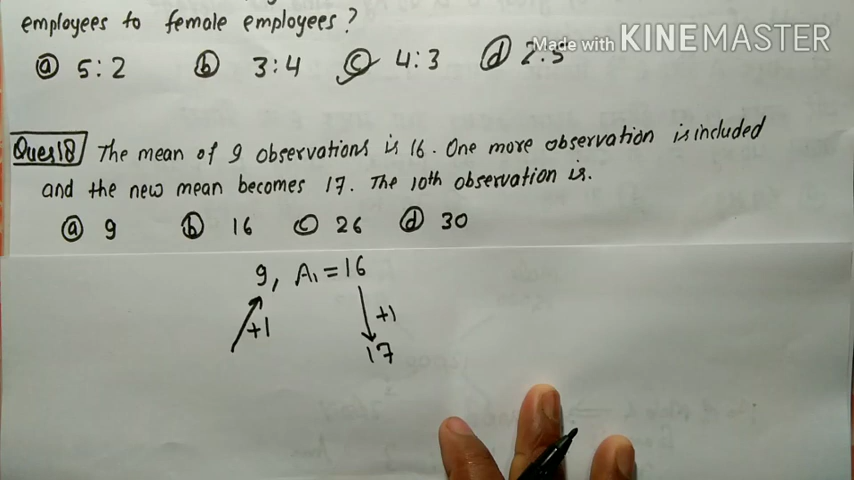 employees to female employees?
Made with KINEMASTER
ⓐ 5:2 ⓑ 3:4 ⓒ 4:3 ⓓ 2:5
Ques18 The mean of 9 observations is 16. One more observation is included
and the new mean becomes 17. The 10th observation is.
ⓐ 9 ⓑ 16 ⓒ 26 ⓓ 30
9, A₁ = 16
+1 +1
17